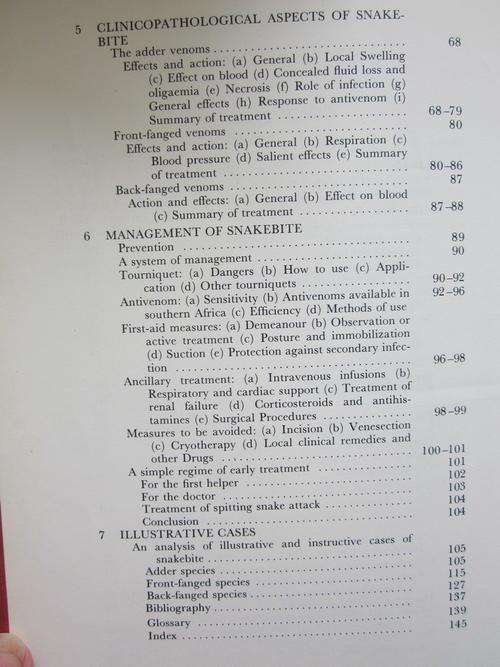 5 CLINICOPATHOLOGICAL ASPECTS OF SNAKE-
BITE
The adder venoms . . . . . . . . . . . . . . . . . . . . . . . . . . . . . . . . . . . . 68
Effects and action: (a) General (b) Local Swelling
(c) Effect on blood (d) Concealed fluid loss and
oligaemia (e) Necrosis (f) Role of infection (g)
General effects (h) Response to antivenom (i)
Summary of treatment . . . . . . . . . . . . . . . . . . . . . . . . 68–79
Front-fanged venoms . . . . . . . . . . . . . . . . . . . . . . . . . . . . . . . . 80
Effects and action: (a) General (b) Respiration (c)
Blood pressure (d) Salient effects (e) Summary
of treatment . . . . . . . . . . . . . . . . . . . . . . . . . . . . . . . . . . 80–86
Back-fanged venoms . . . . . . . . . . . . . . . . . . . . . . . . . . . . . . . . . 87
Action and effects: (a) General (b) Effect on blood
(c) Summary of treatment . . . . . . . . . . . . . . . . . . . . 87–88
6 MANAGEMENT OF SNAKEBITE
Prevention . . . . . . . . . . . . . . . . . . . . . . . . . . . . . . . . . . . . . . . . . 89
A system of management . . . . . . . . . . . . . . . . . . . . . . . . . . . . 90
Tourniquet: (a) Dangers (b) How to use (c) Appli-
cation (d) Other tourniquets . . . . . . . . . . . . . . . . . . . . 90–92
Antivenom: (a) Sensitivity (b) Antivenoms available in 92–96
southern Africa (c) Efficiency (d) Methods of use
First-aid measures: (a) Demeanour (b) Observation or
active treatment (c) Posture and immobilization
(d) Suction (e) Protection against secondary infec-
tion . . . . . . . . . . . . . . . . . . . . . . . . . . . . . . . . . . . . . . . . . . . 96–98
Ancillary treatment: (a) Intravenous infusions (b)
Respiratory and cardiac support (c) Treatment of
renal failure (d) Corticosteroids and antihis-
tamines (e) Surgical Procedures . . . . . . . . . . . . . . . . 98–99
Measures to be avoided: (a) Incision (b) Venesection
(c) Cryotherapy (d) Local clinical remedies and
other Drugs . . . . . . . . . . . . . . . . . . . . . . . . . . . . . . . . . . . 100–101
A simple regime of early treatment . . . . . . . . . . . . . . . . . 101
For the first helper . . . . . . . . . . . . . . . . . . . . . . . . . . . . . . . 102
For the doctor . . . . . . . . . . . . . . . . . . . . . . . . . . . . . . . . . . 103
Treatment of spitting snake attack . . . . . . . . . . . . . . . . 104
Conclusion . . . . . . . . . . . . . . . . . . . . . . . . . . . . . . . . . . . . . 104
7 ILLUSTRATIVE CASES
An analysis of illustrative and instructive cases of
snakebite . . . . . . . . . . . . . . . . . . . . . . . . . . . . . . . . . . . . 105
Adder species . . . . . . . . . . . . . . . . . . . . . . . . . . . . . . . . . . . 105
Front-fanged species . . . . . . . . . . . . . . . . . . . . . . . . . . . . . 115
Back-fanged species . . . . . . . . . . . . . . . . . . . . . . . . . . . . . 127
Bibliography . . . . . . . . . . . . . . . . . . . . . . . . . . . . . . . . . . . . 137
Glossary . . . . . . . . . . . . . . . . . . . . . . . . . . . . . . . . . . . . . . . 139
Index . . . . . . . . . . . . . . . . . . . . . . . . . . . . . . . . . . . . . . . . . 145